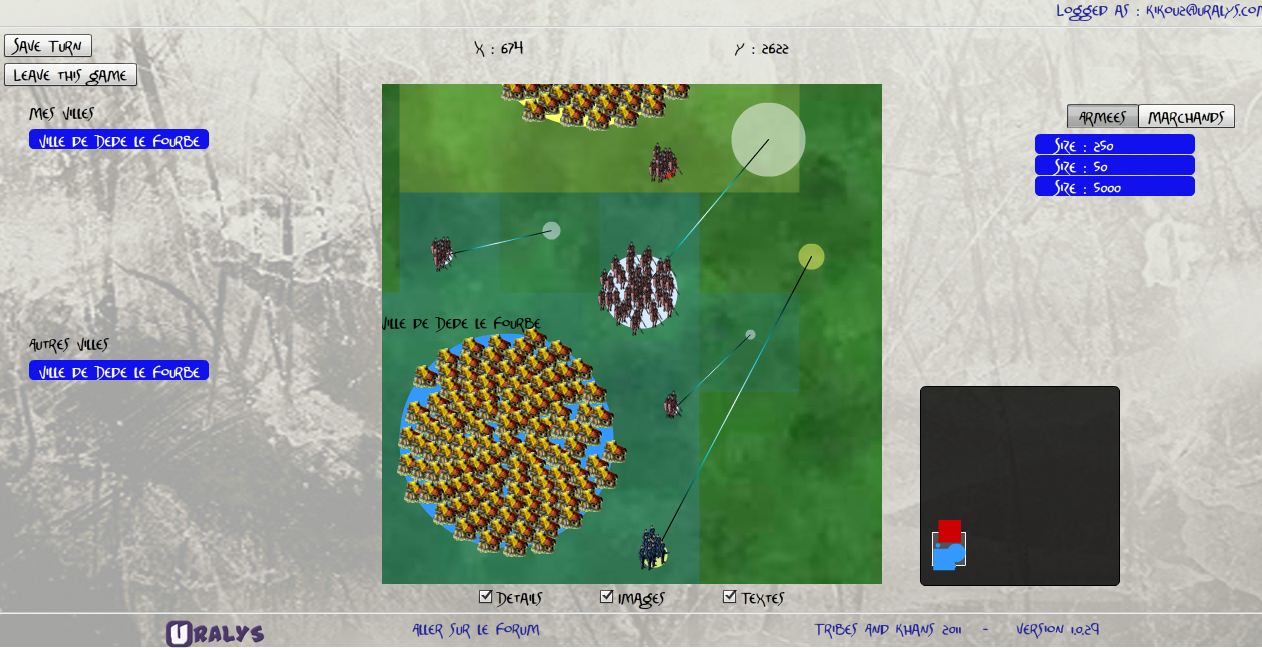 Logged as : kikou2@uralys.com
Save Turn
X : 674
Y : 2622
Leave this game
Mes villes
Armees
Marchands
Ville de Dede le Fourbe
Size : 250
Size : 50
Size : 5000
Ville de Dede le Fourbe
Autres villes
Ville de Dede le Fourbe
Details
Images
Textes
Uralys
Aller sur le forum
Tribes and Khans 2011 - version 1.0.29